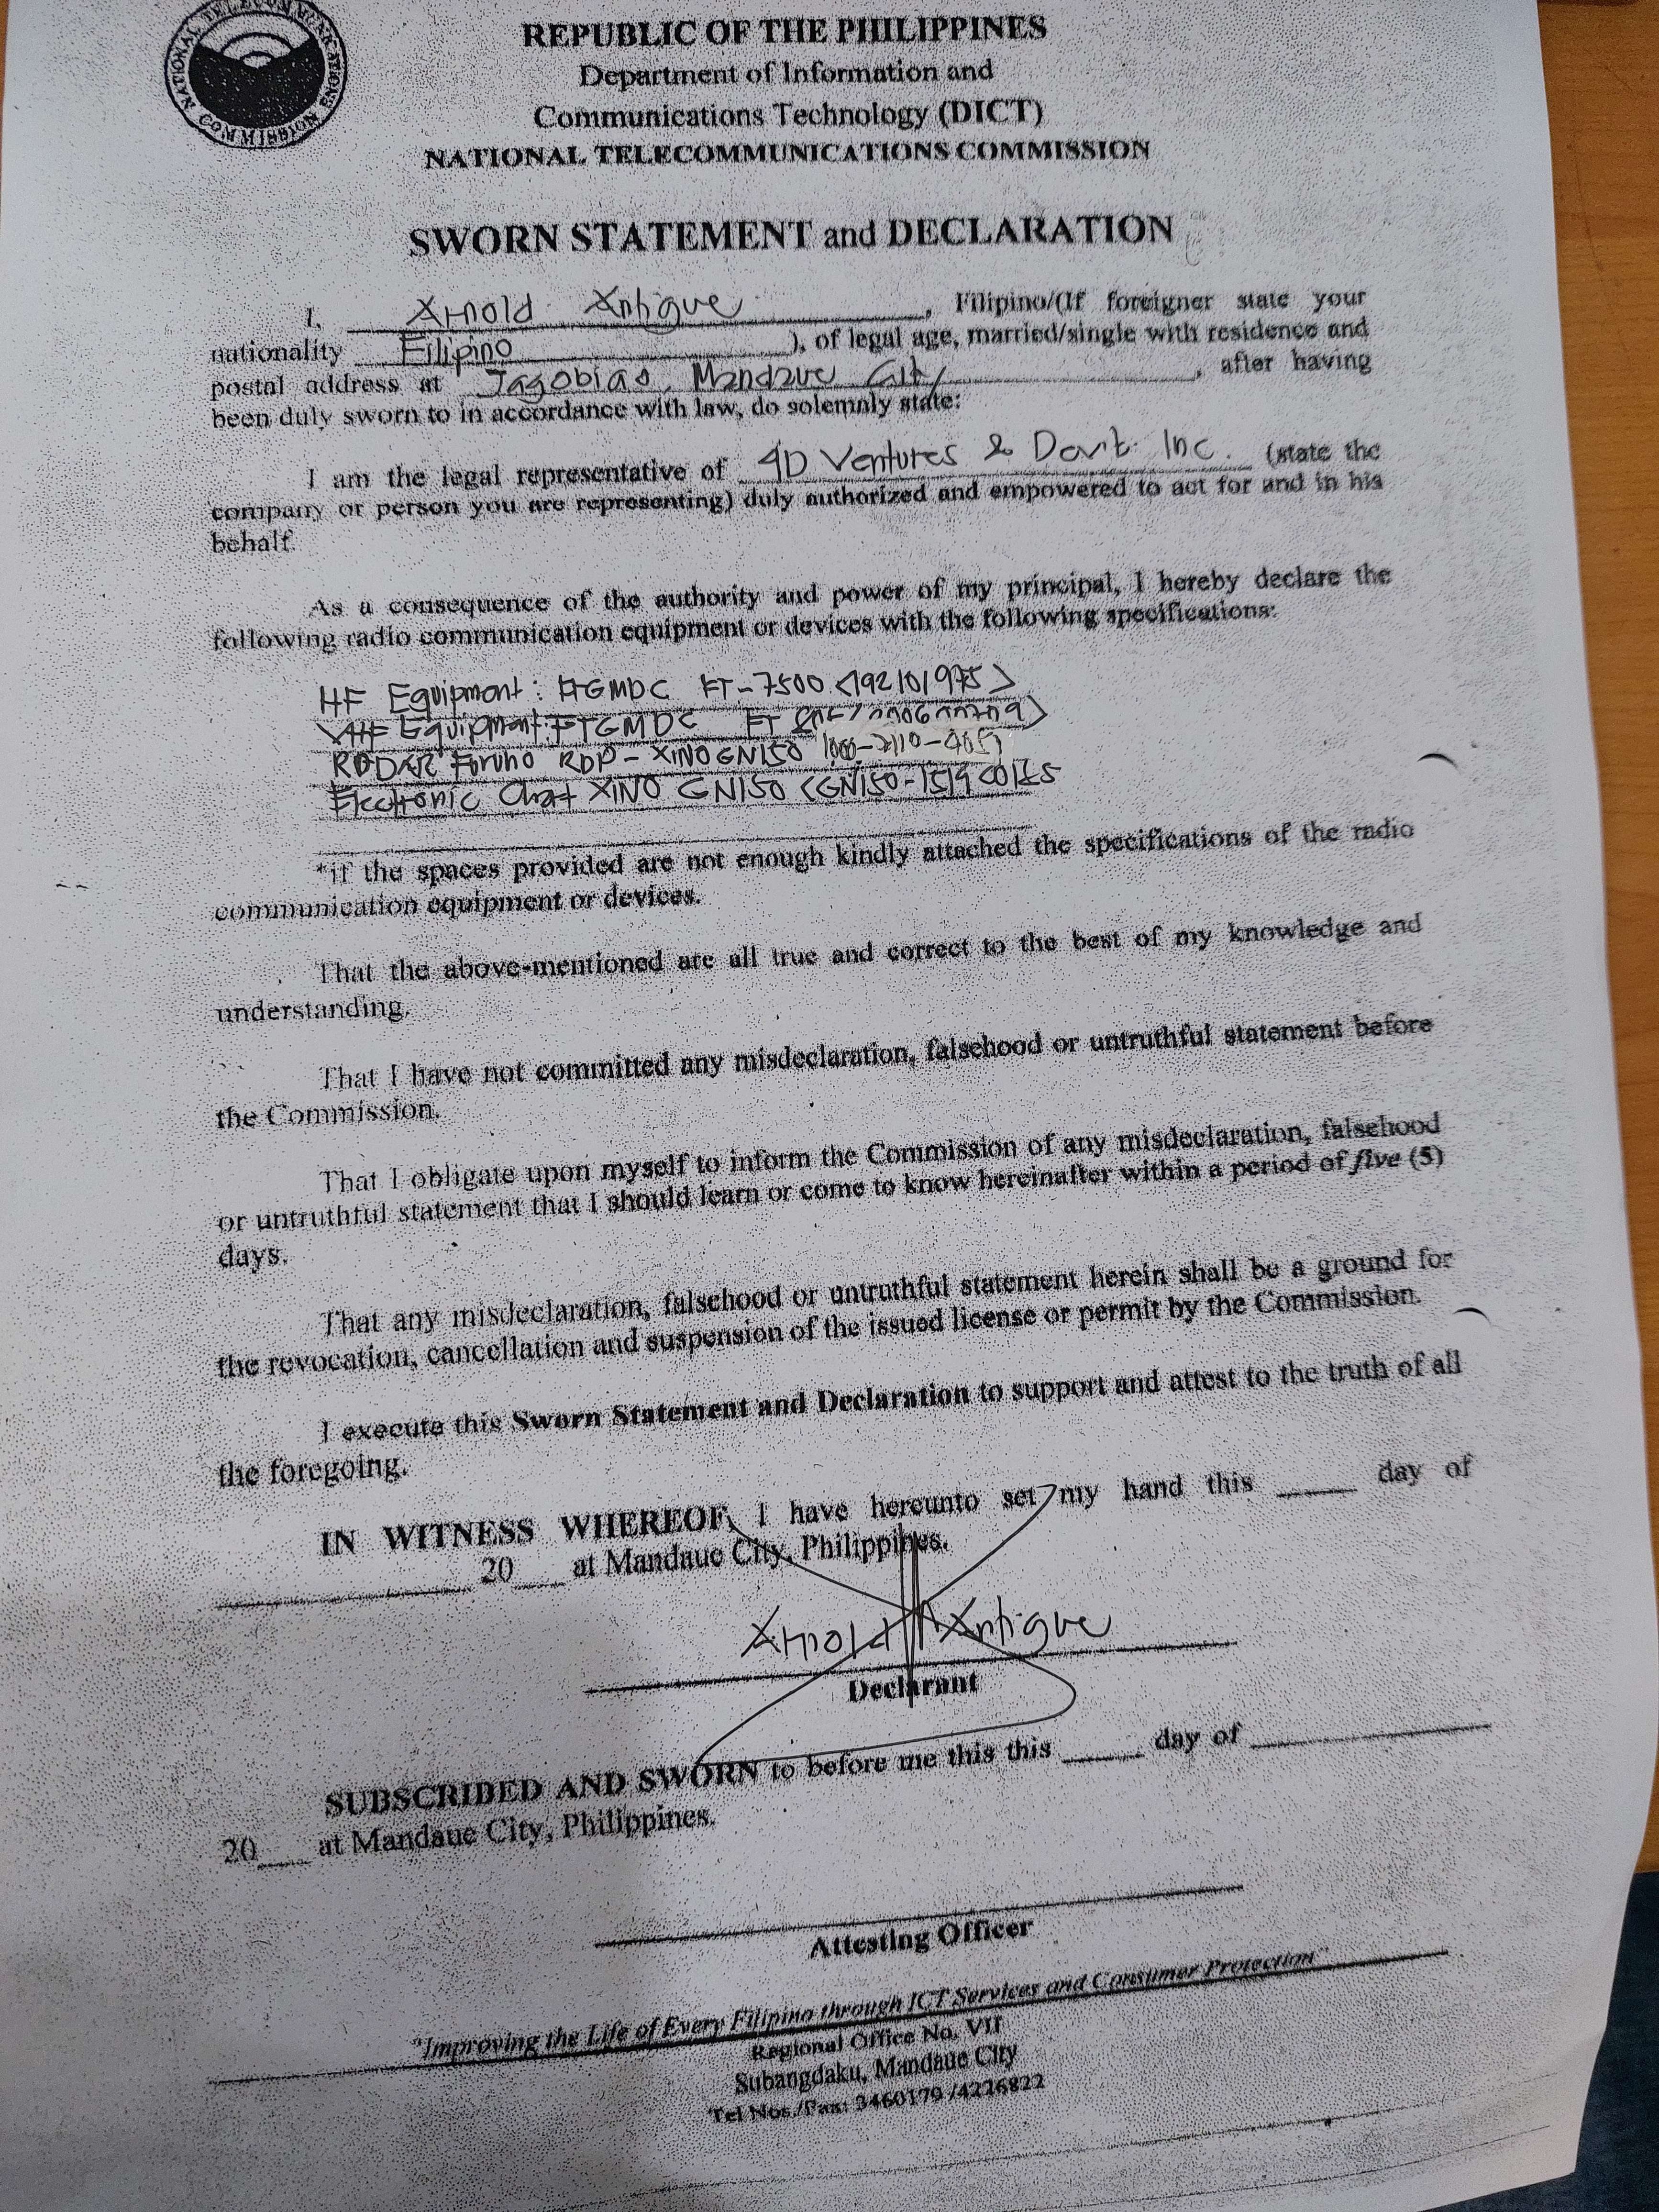 NATIONAL TELECOMMUNICATIONS COMMISSION
REPUBLIC OF THE PHILIPPINES
Department of Information and
Communications Technology (DICT)
NATIONAL TELECOMMUNICATIONS COMMISSION
SWORN STATEMENT and DECLARATION
I, Arnold Antigue, Filipino/(If foreigner state your
nationality Filipino ), of legal age, married/single with residence and
postal address at Jagobiao, Mandaue City, after having
been duly sworn to in accordance with law, do solemnly state:
I am the legal representative of 4D Ventures & Devt. Inc. (state the
company or person you are representing) duly authorized and empowered to act for and in his
behalf.
As a consequence of the authority and power of my principal, I hereby declare the
following radio communication equipment or devices with the following specifications:
HF Equipment: FTGMDC FT-7500
VHF Equipment: FTGMDC FT
Furuno RDP- XINOGN150
Electronic Chart XINO GN150
*if the spaces provided are not enough kindly attached the specifications of the radio
communication equipment or devices.
That the above-mentioned are all true and correct to the best of my knowledge and
understanding.
That I have not committed any misdeclaration, falsehood or untruthful statement before
the Commission.
That I obligate upon myself to inform the Commission of any misdeclaration, falsehood
or untruthful statement that I should learn or come to know hereinafter within a period of five (5)
days.
That any misdeclaration, falsehood or untruthful statement herein shall be a ground for
the revocation, cancellation and suspension of the issued license or permit by the Commission.
I execute this Sworn Statement and Declaration to support and attest to the truth of all
the foregoing.
IN WITNESS WHEREOF, I have hereunto set my hand this ____ day of
____ 20__ at Mandaue City, Philippines.
Arnold Antigue
Declarant
SUBSCRIBED AND SWORN to before me this this ____ day of ____
20__ at Mandaue City, Philippines.
Attesting Officer
"Improving the Life of Every Filipino through ICT Services and Consumer Protection"
Regional Office No. VII
Subangdaku, Mandaue City
Tel Nos./Fax: 3460179 /4226822